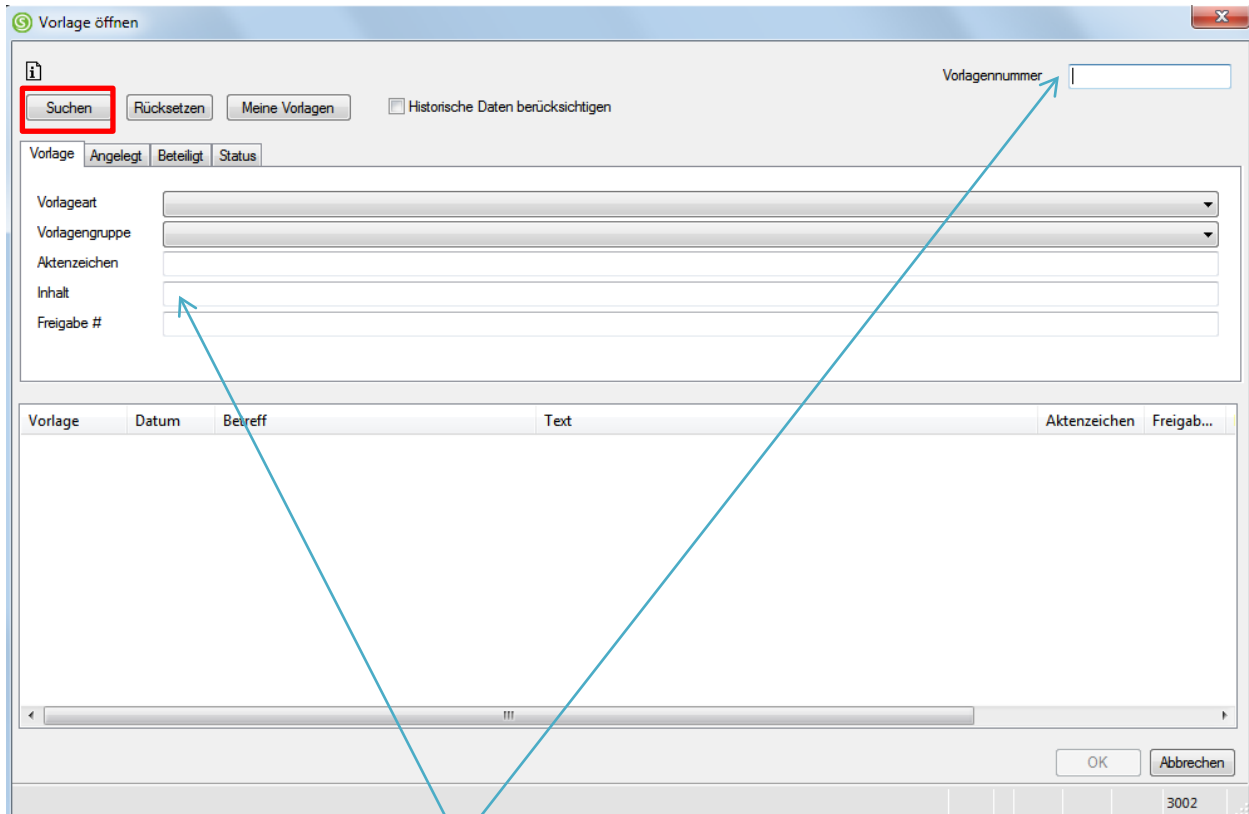 Vorlage öffnen
Vorlagennummer
Suchen Rücksetzen Meine Vorlagen Historische Daten berücksichtigen
Vorlage Angelegt Beteiligt Status
Vorlageart
Vorlagengruppe
Aktenzeichen
Inhalt
Freigabe #
Vorlage Datum Betreff Text Aktenzeichen Freigab...
OK Abbrechen
3002